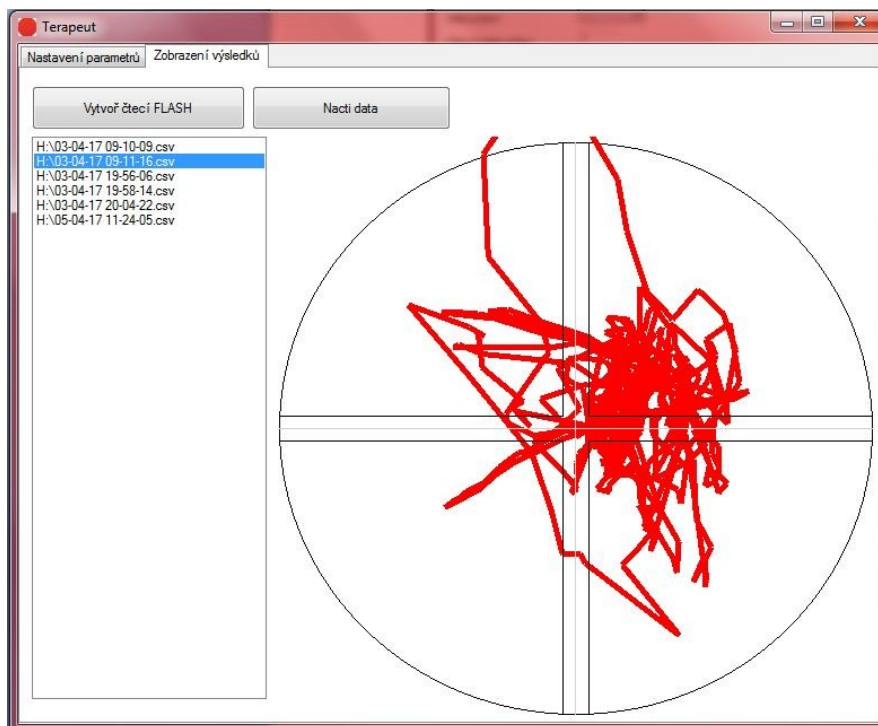 Terapeut
Nastavení parametrů
Zobrazení výsledků
Vytvoř čtecí FLASH
Nacti data
H:\03-04-17 09-10-09.csv
H:\03-04-17 09-11-16.csv
H:\03-04-17 19-56-06.csv
H:\03-04-17 19-58-14.csv
H:\03-04-17 20-04-22.csv
H:\05-04-17 11-24-05.csv